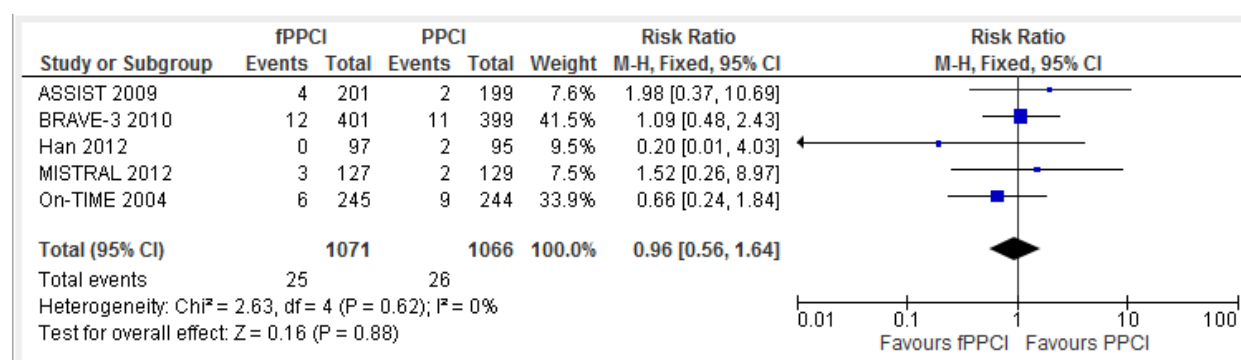 fPPCI PPCI Risk Ratio Risk Ratio
Study or Subgroup Events Total Events Total Weight M-H, Fixed, 95% CI M-H, Fixed, 95% CI
ASSIST 2009 4 201 2 199 7.6% 1.98 [0.37, 10.69]
BRAVE-3 2010 12 401 11 399 41.5% 1.09 [0.48, 2.43]
Han 2012 0 97 2 95 9.5% 0.20 [0.01, 4.03]
MISTRAL 2012 3 127 2 129 7.5% 1.52 [0.26, 8.97]
On-TIME 2004 6 245 9 244 33.9% 0.66 [0.24, 1.84]
Total (95% CI) 1071 1066 100.0% 0.96 [0.56, 1.64]
Total events 25 26
Heterogeneity: Chi² = 2.63, df = 4 (P = 0.62); I² = 0%
Test for overall effect: Z = 0.16 (P = 0.88)
0.01 0.1 1 10 100
Favours fPPCI Favours PPCI